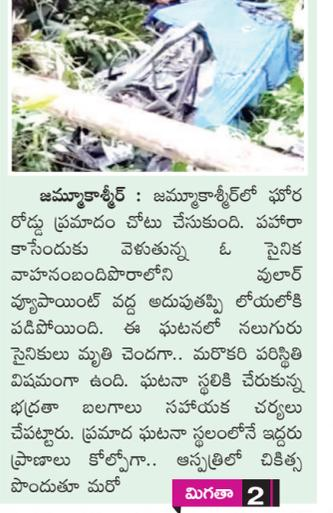 జమ్మూకాశ్మీర్ : జమ్మూకాశ్మీర్‌లో ఘోర
రోడ్డు ప్రమాదం చోటు చేసుకుంది. పహారా
కాసేందుకు వెళుతున్న ఓ సైనిక
వాహనంబందిపొరాలోని వులార్
వ్యూపాయింట్ వద్ద అదుపుతప్పి లోయలోకి
పడిపోయింది. ఈ ఘటనలో నలుగురు
సైనికులు మృతి చెందగా.. మరొకరి పరిస్థితి
విషమంగా ఉంది. ఘటనా స్థలికి చేరుకున్న
భద్రతా బలగాలు సహాయక చర్యలు
చేపట్టారు. ప్రమాద ఘటనా స్థలంలోనే ఇద్దరు
ప్రాణాలు కోల్పోగా.. ఆస్పత్రిలో చికిత్స
పొందుతూ మరో
మిగతా 2